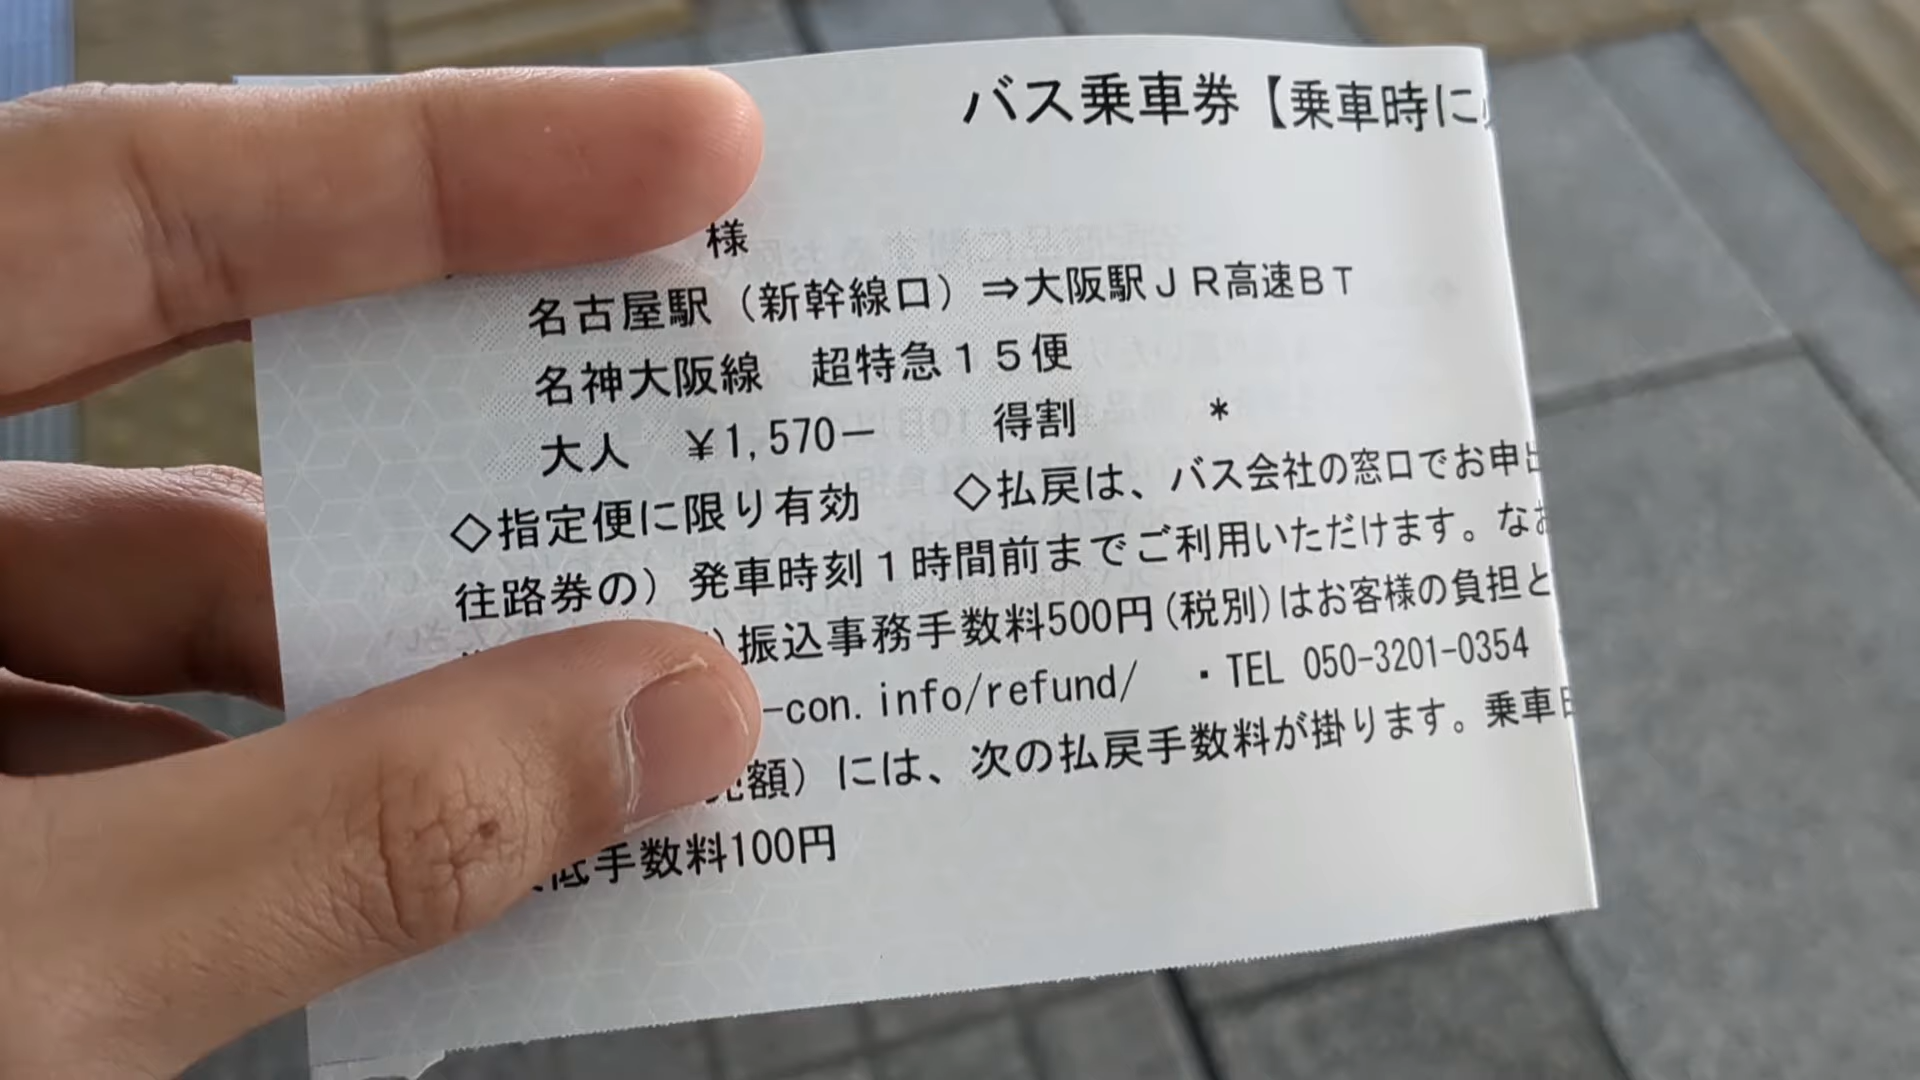 バス乗車券【乗車時に
様
名古屋駅（新幹線口）⇒大阪駅ＪＲ高速ＢＴ
名神大阪線　超特急１５便
大人　￥1,570－　得割　*
◇指定便に限り有効　◇払戻は、バス会社の窓口でお申出
往路券の）発車時刻１時間前までご利用いただけます。なお
）振込事務手数料500円(税別)はお客様の負担と
-con.info/refund/　・TEL 050-3201-0354
額）には、次の払戻手数料が掛ります。乗車
低手数料100円